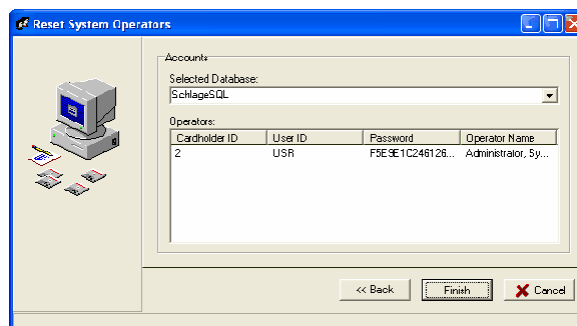 Reset System Operators
Accounts
Selected Database:
SchlageSQL
Operators:
Cardholder ID User ID Password Operator Name
2 USR F5E9E1C246126... Administrator, Sy...
<< Back Finish Cancel